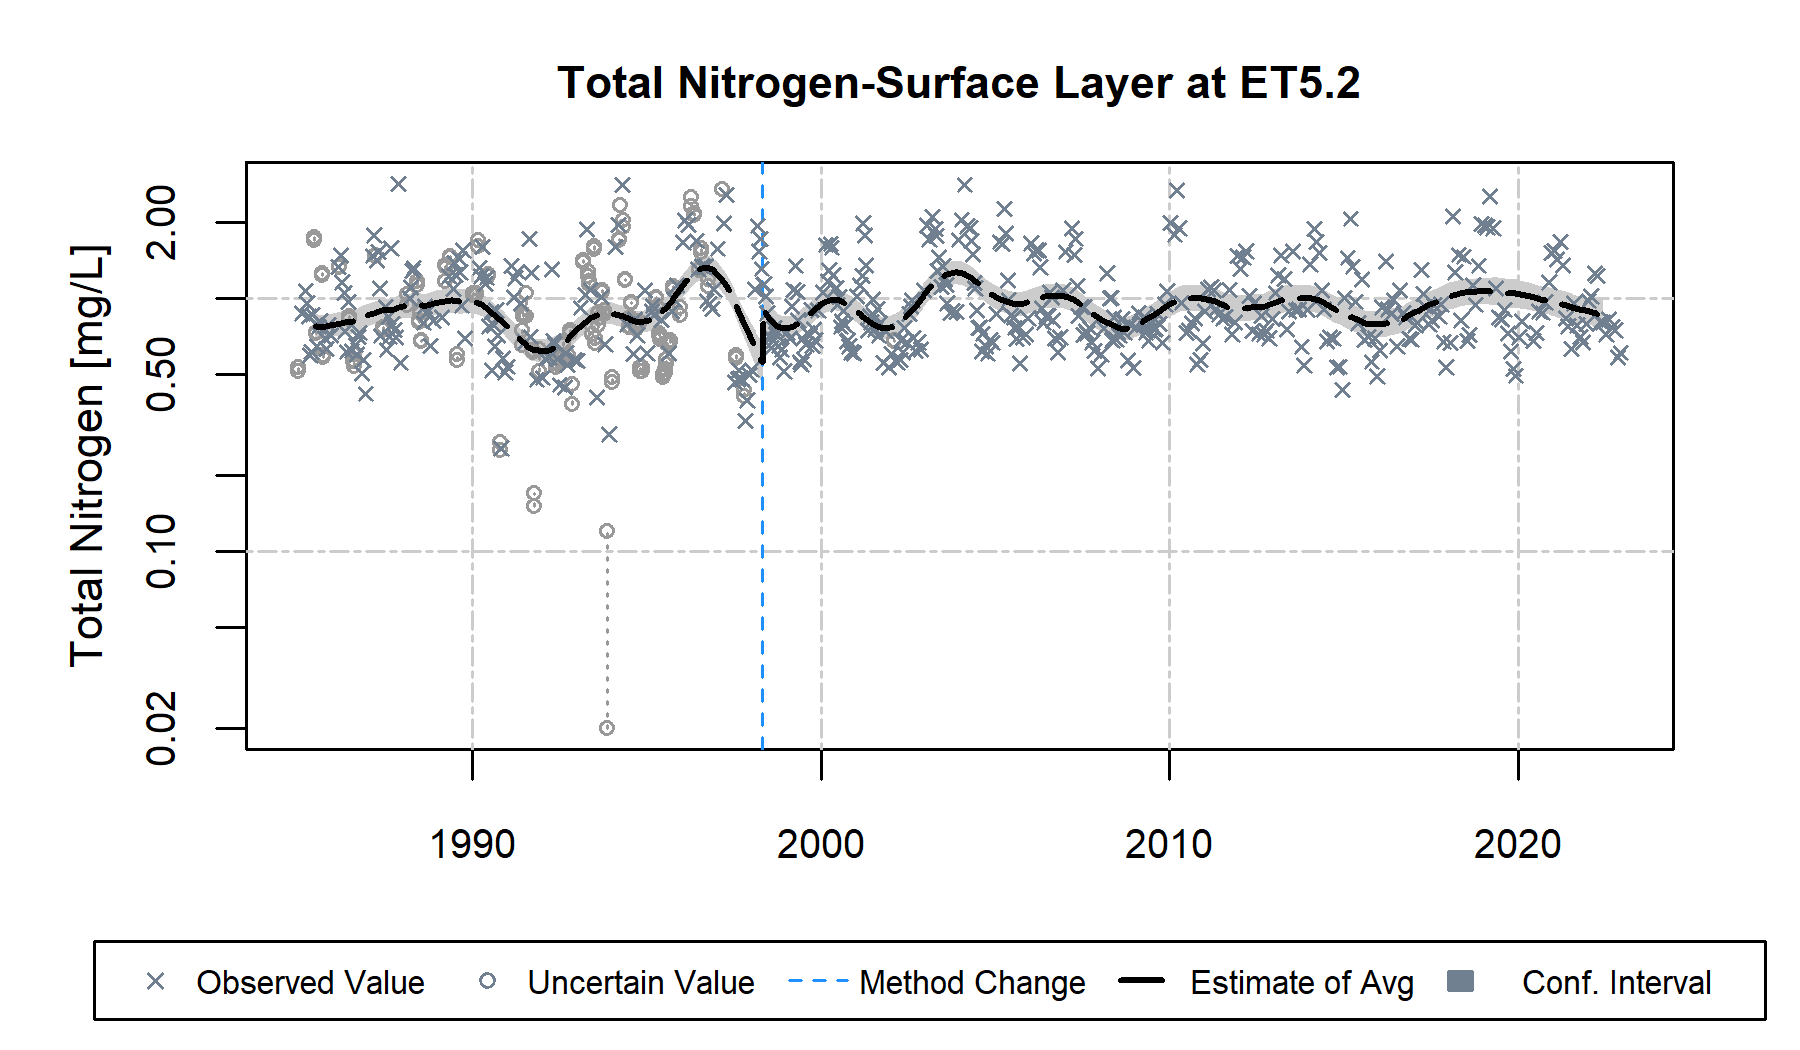 Total Nitrogen-Surface Layer at ET5.2
Total Nitrogen [mg/L]
2.00
0.50
0.10
0.02
1990 2000 2010 2020
Observed Value Uncertain Value Method Change Estimate of Avg Conf. Interval